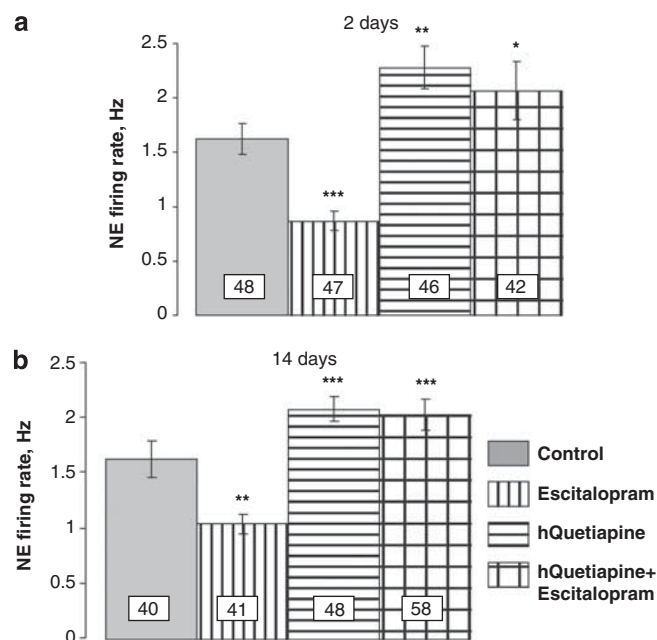 a
2 days
NE firing rate, Hz
2.5
2
1.5
1
0.5
0
***
**
*
48
47
46
42
b
14 days
NE firing rate, Hz
2.5
2
1.5
1
0.5
0
**
***
***
40
41
48
58
Control
Escitalopram
hQuetiapine
hQuetiapine+
Escitalopram